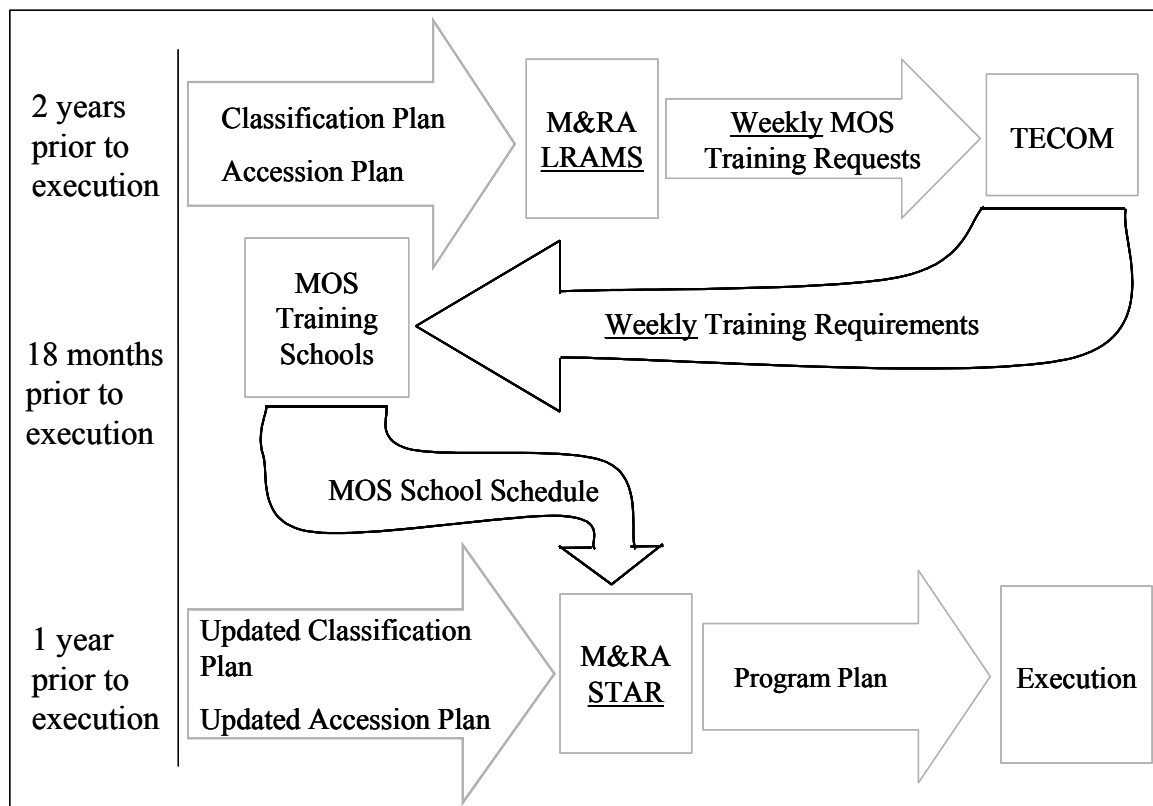 2 years
prior to
execution
Classification Plan
Accession Plan
M&RA
LRAMS
Weekly MOS
Training Requests
TECOM
18 months
prior to
execution
MOS
Training
Schools
Weekly Training Requirements
MOS School Schedule
1 year
prior to
execution
Updated Classification
Plan
Updated Accession Plan
M&RA
STAR
Program Plan
Execution